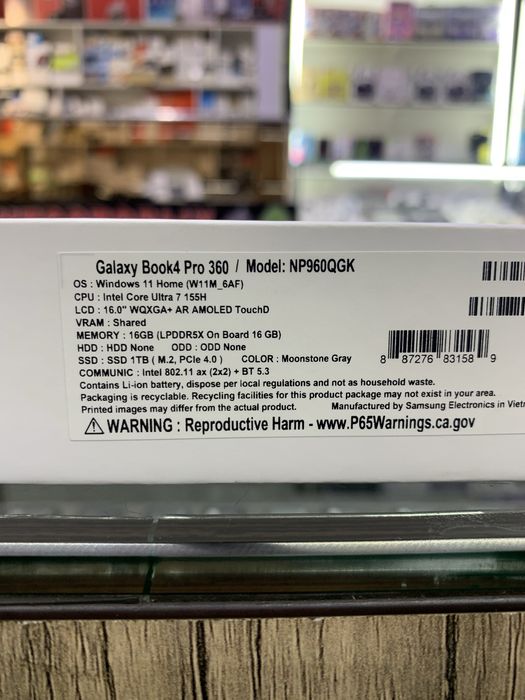 Galaxy Book4 Pro 360 / Model: NP960QGK
OS : Windows 11 Home (W11M_6AF)
CPU : Intel Core Ultra 7 155H
LCD : 16.0" WQXGA+ AR AMOLED TouchD
VRAM : Shared
MEMORY : 16GB (LPDDR5X On Board 16 GB)
HDD : HDD None ODD : ODD None
SSD : SSD 1TB ( M.2, PCIe 4.0 ) COLOR : Moonstone Gray
8 87276 83158 9
COMMUNIC : Intel 802.11 ax (2x2) + BT 5.3
Contains Li-ion battery, dispose per local regulations and not as household waste.
Packaging is recyclable. Recycling facilities for this product package may not exist in your area.
Printed images may differ from the actual product. Manufactured by Samsung Electronics in Vietn
WARNING : Reproductive Harm - www.P65Warnings.ca.gov